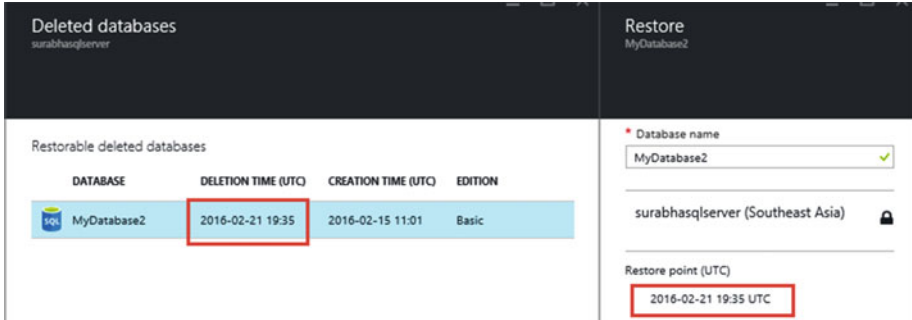 Deleted databases
surabhasqlserver
Restorable deleted databases
DATABASE DELETION TIME (UTC) CREATION TIME (UTC) EDITION
SQL MyDatabase2 2016-02-21 19:35 2016-02-15 11:01 Basic
Restore
MyDatabase2
* Database name
MyDatabase2
surabhasqlserver (Southeast Asia)
Restore point (UTC)
2016-02-21 19:35 UTC